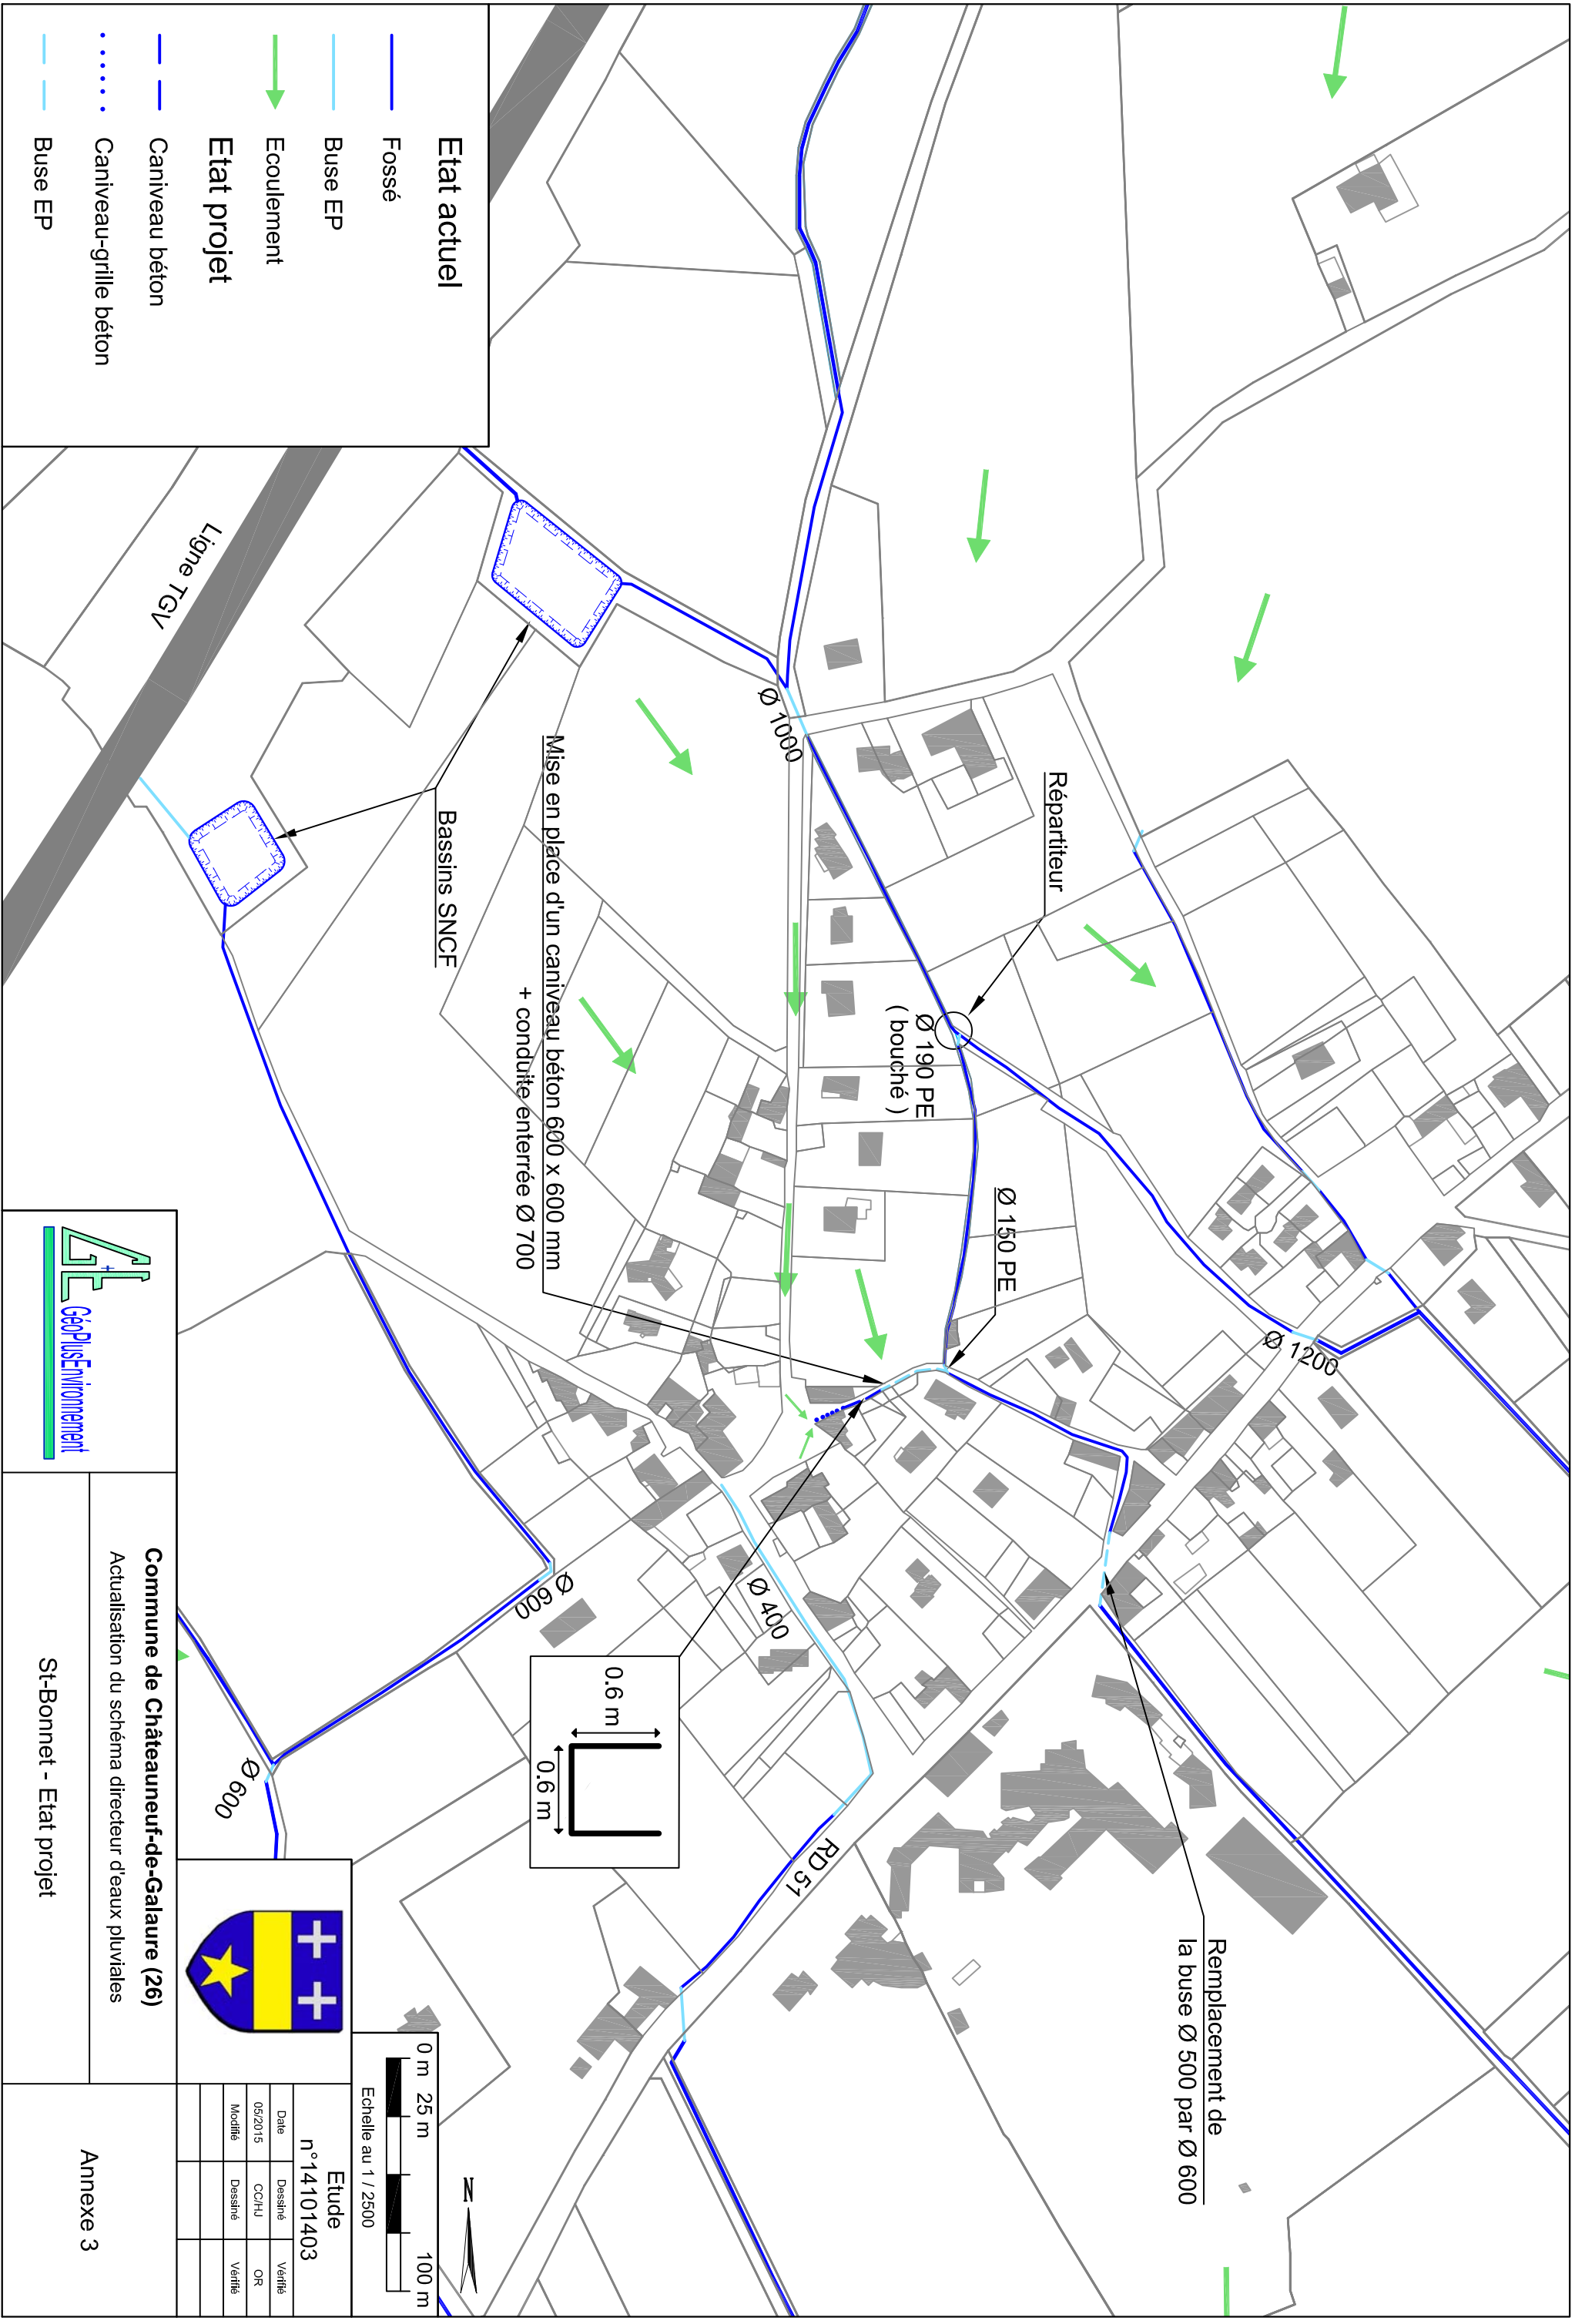 Etat actuel
Fossé
Buse EP
Ecoulement
Etat projet
Caniveau béton
Caniveau-grille béton
Buse EP
Ligne TGV
Répartiteur
Ø 1000
Mise en place d'un caniveau béton 600 x 600 mm
+ conduite enterrée Ø 700
Bassins SNCF
Ø 190 PE
( bouché )
Ø 150 PE
Ø 1200
Ø 600
Ø 400
0.6 m
0.6 m
Ø 600
RD 51
Remplacement de
la buse Ø 500 par Ø 600
N
0 m 25 m 100 m
Echelle au 1 / 2500
GéoPlusEnvironnement
Commune de Châteauneuf-de-Galaure (26)
Actualisation du schéma directeur d'eaux pluviales
St-Bonnet - Etat projet
Etude
n°14101403
Date Dessiné Vérifié
05/2015 CC/HJ OR
Modifié Dessiné Vérifié
Annexe 3